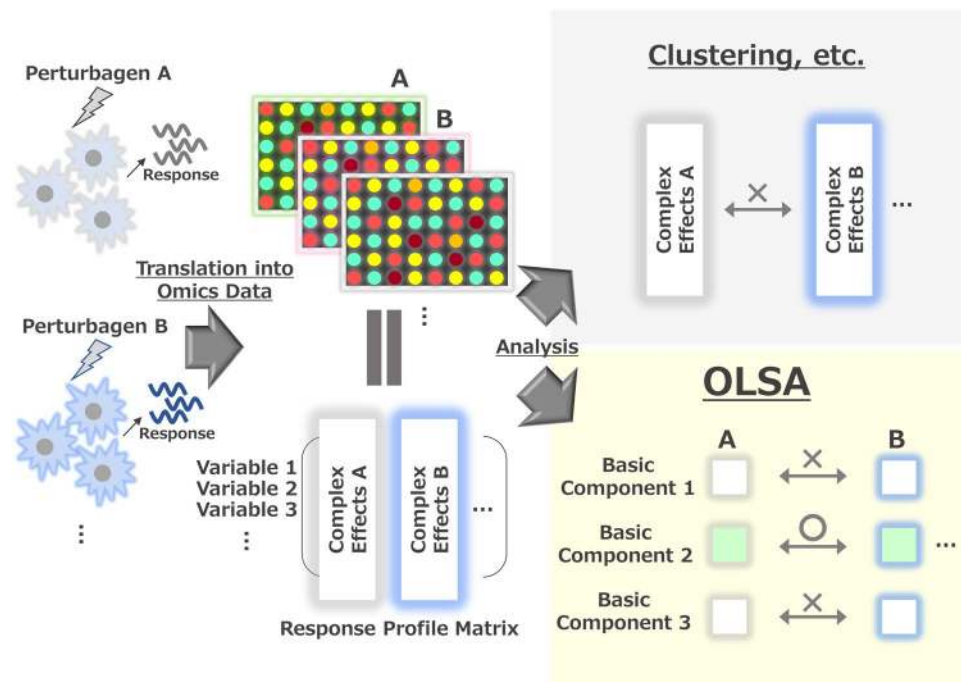 Perturbagen A
Response
Translation into
Omics Data
Perturbagen B
Response
...
A
B
...
Variable 1
Variable 2
Variable 3
...
Complex
Effects A
Complex
Effects B
...
Response Profile Matrix
Analysis
Clustering, etc.
Complex
Effects A
×
Complex
Effects B
...
OLSA
A
B
Basic
Component 1
×
Basic
Component 2
○
...
Basic
Component 3
×